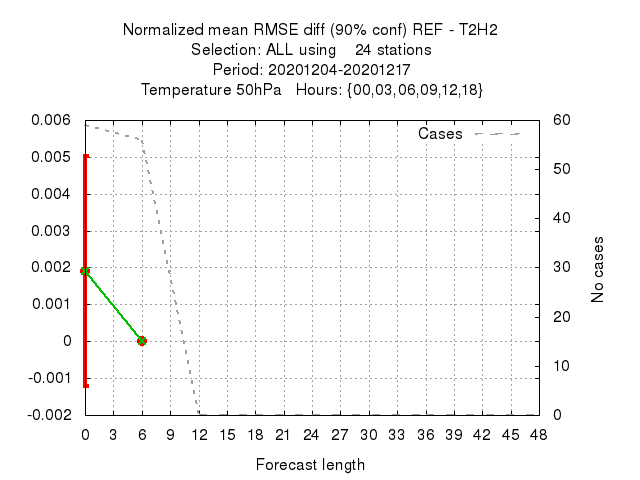 Normalized mean RMSE diff (90% conf) REF - T2H2
Selection: ALL using    24 stations
Period: 20201204-20201217
Temperature 50hPa   Hours: {00,03,06,09,12,18}
Cases
0.006
0.005
0.004
0.003
0.002
0.001
0
-0.001
-0.002
60
50
40
30
20
10
0
No cases
0 3 6 9 12 15 18 21 24 27 30 33 36 39 42 45 48
Forecast length